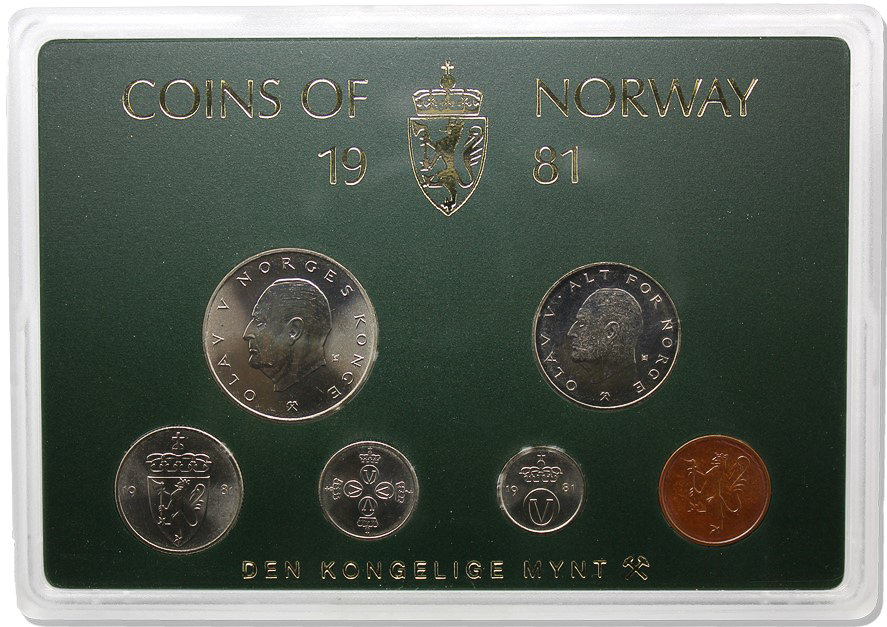 COINS OF NORWAY
19 81
OLAV · V NORGES KONGE
OLAV V · ALT FOR NORGE
19 81
V V V V
19 81
V
DEN KONGELIGE MYNT